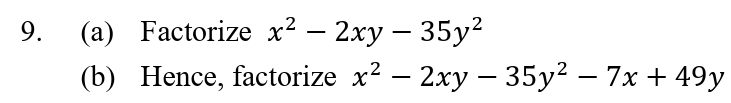 9. (a) Factorize x² − 2xy − 35y²
(b) Hence, factorize x² − 2xy − 35y² − 7x + 49y